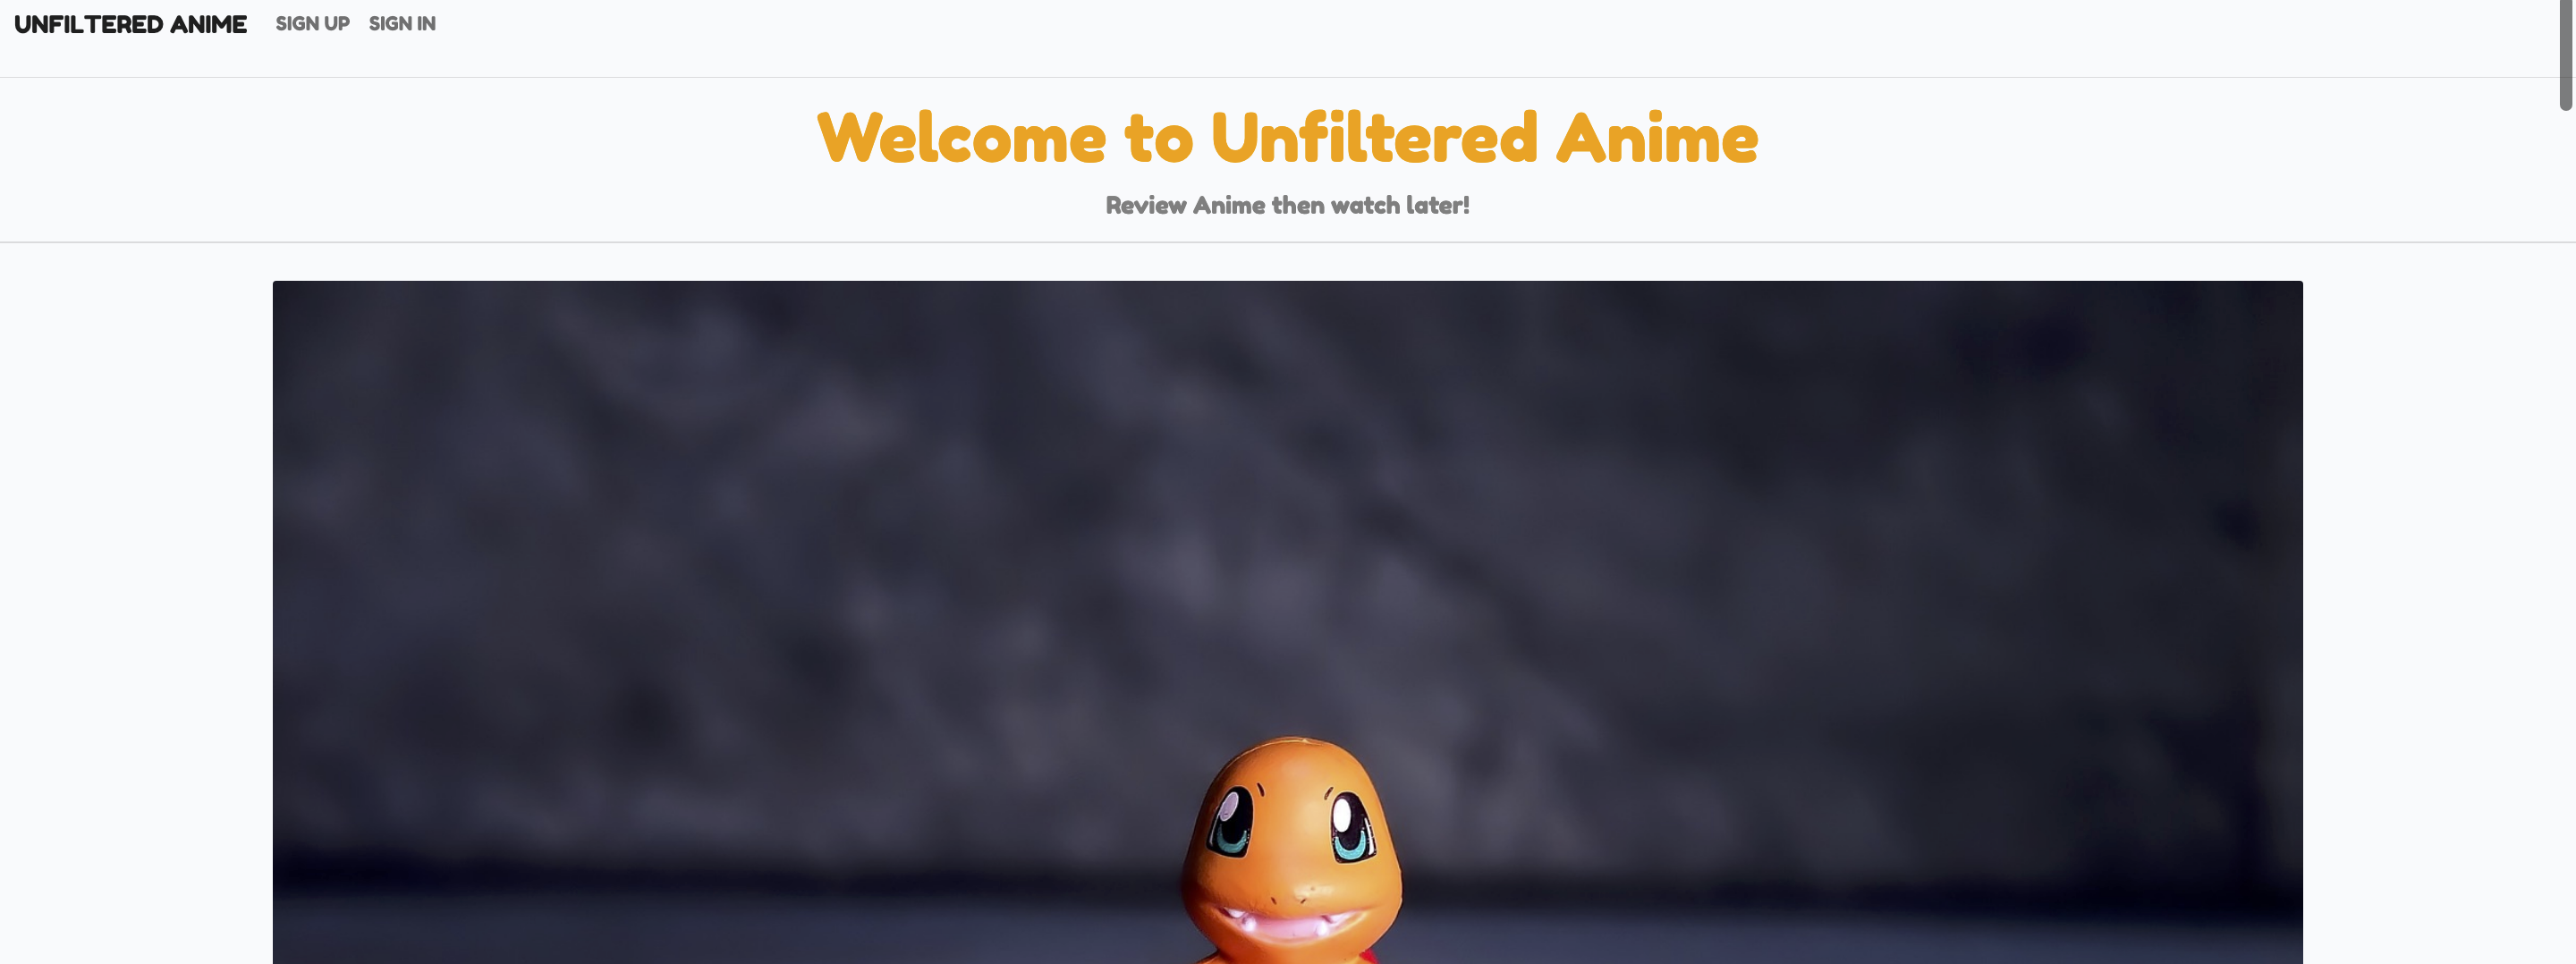 UNFILTERED ANIME SIGN UP SIGN IN
Welcome to Unfiltered Anime
Review Anime then watch later!